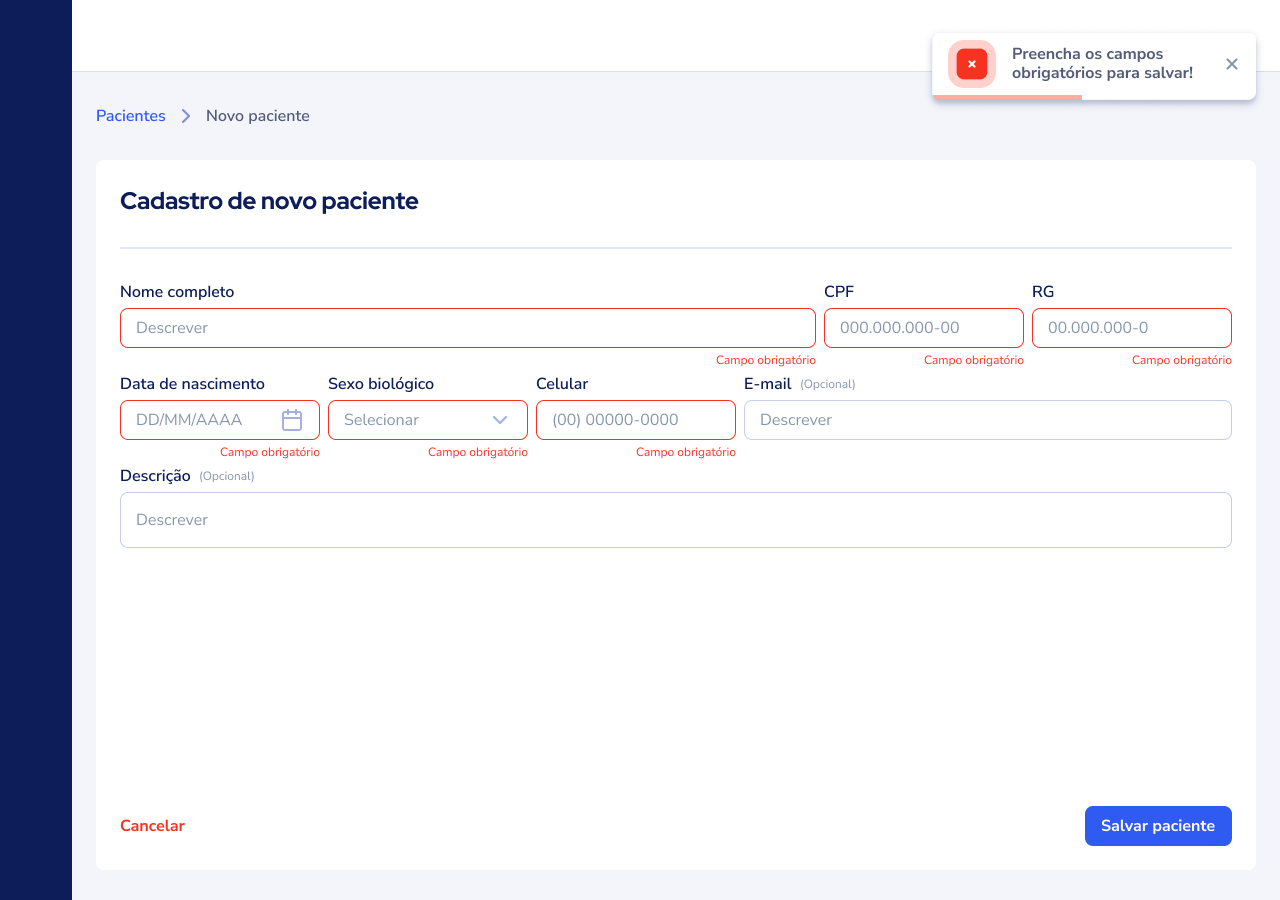 Preencha os campos
obrigatórios para salvar!
Pacientes Novo paciente
Cadastro de novo paciente
Nome completo CPF RG
Descrever 000.000.000-00 00.000.000-0
Campo obrigatório Campo obrigatório Campo obrigatório
Data de nascimento Sexo biológico Celular E-mail (Opcional)
DD/MM/AAAA Selecionar (00) 00000-0000 Descrever
Campo obrigatório Campo obrigatório Campo obrigatório
Descrição (Opcional)
Descrever
Cancelar Salvar paciente